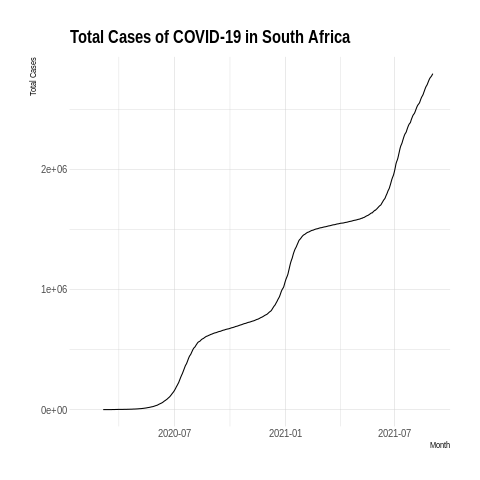 Total Cases of COVID-19 in South Africa
Total Cases
2e+06
1e+06
0e+00
2020-07
2021-01
2021-07
Month